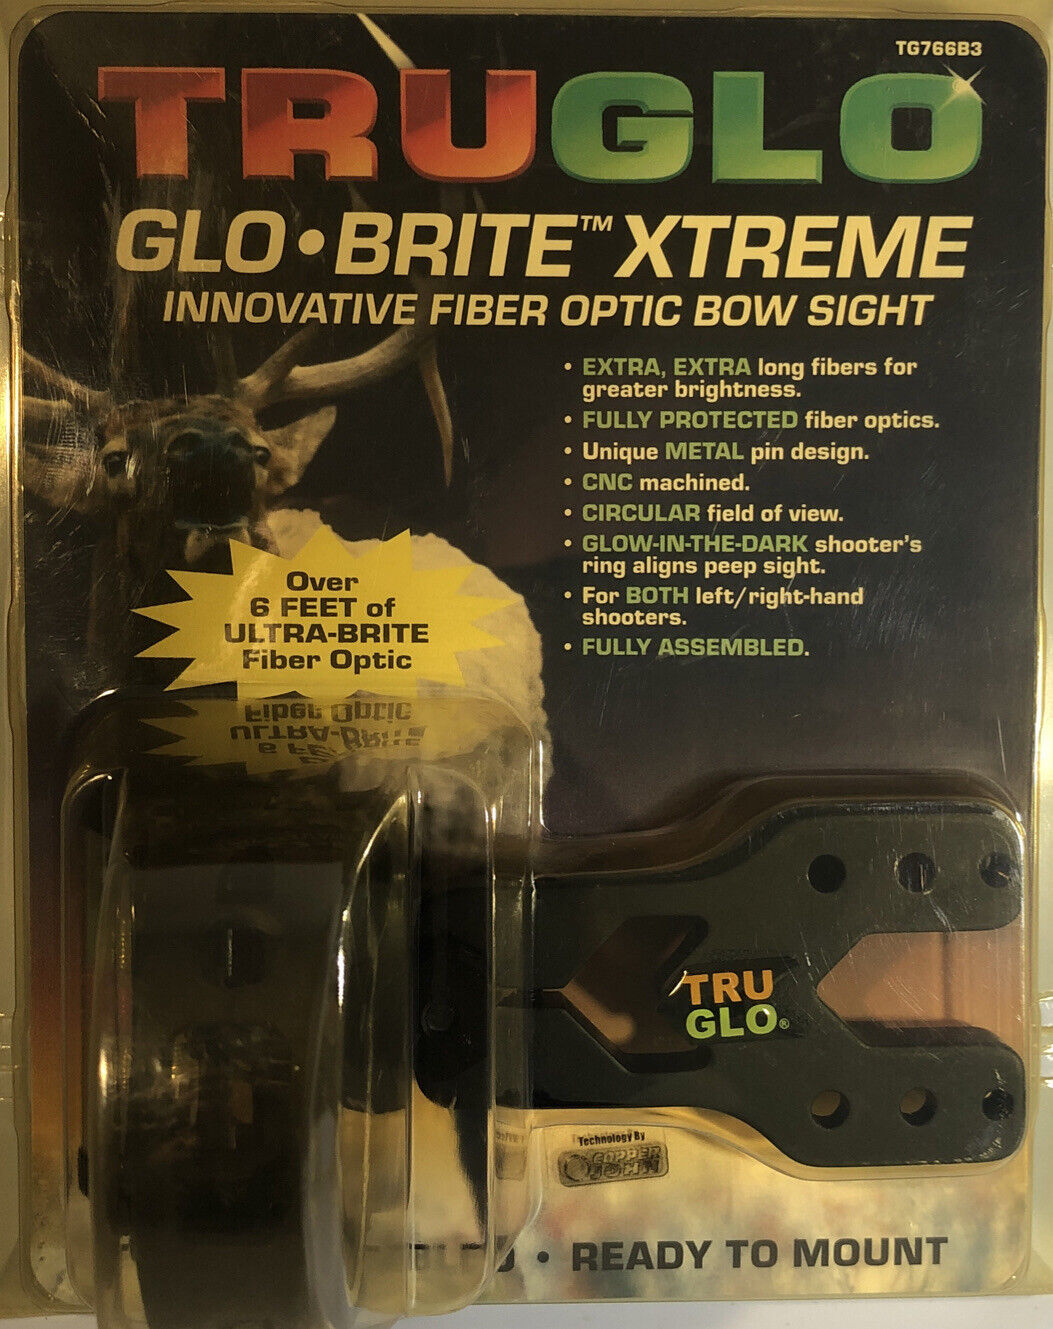 TG766B3
TRUGLO
GLO•BRITE™ XTREME
INNOVATIVE FIBER OPTIC BOW SIGHT
• EXTRA, EXTRA long fibers for
greater brightness.
• FULLY PROTECTED fiber optics.
• Unique METAL pin design.
• CNC machined.
• CIRCULAR field of view.
• GLOW-IN-THE-DARK shooter's
ring aligns peep sight.
• For BOTH left/right-hand
shooters.
• FULLY ASSEMBLED.
Over
6 FEET of
ULTRA-BRITE
Fiber Optic
TRU
GLO®
Technology By
COPPER
JOHN
• READY TO MOUNT